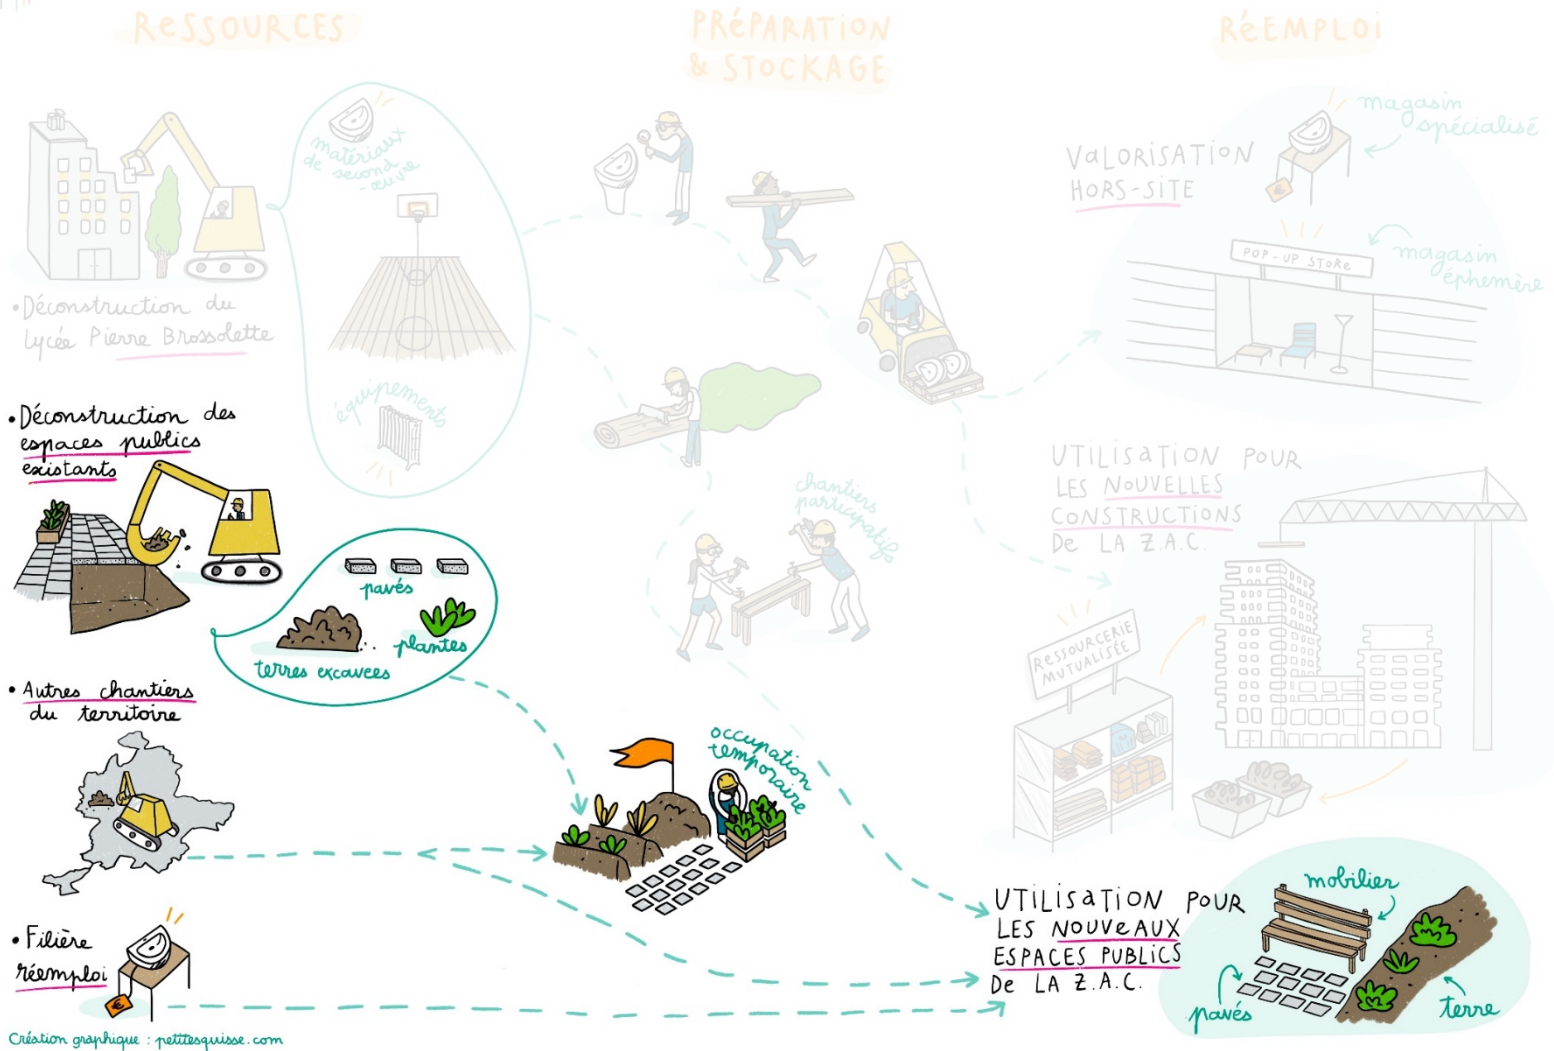 RESSOURCES
PRÉPARATION
& STOCKAGE
RÉEMPLOI
matériaux
de second
-œuvre
équipements
• Déconstruction du
Lycée Pierre Brossolette
• Déconstruction des
espaces publics
existants
pavés
plantes
terres excavees
• Autres chantiers
du territoire
• Filière
réemploi
€
Création graphique : petitesquisse.com
chantiers
participatifs
occupation
temporaire
VALORISATION
HORS-SITE
magasin
spécialisé
POP-UP STORE
magasin
éphemère
UTILISATION POUR
LES NOUVELLES
CONSTRUCTIONS
De LA Z.A.C.
RESSOURCERIE
MUTUALISÉE
UTILISATION POUR
LES NOUVEAUX
ESPACES PUBLICS
De LA Z.A.C.
mobilier
pavés
terre